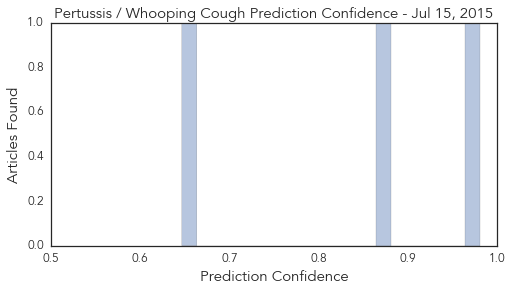 Pertussis / Whooping Cough Prediction Confidence - Jul 15, 2015
1.0
0.8
0.6
0.4
0.2
0.0
Articles Found
0.5 0.6 0.7 0.8 0.9 1.0
Prediction Confidence